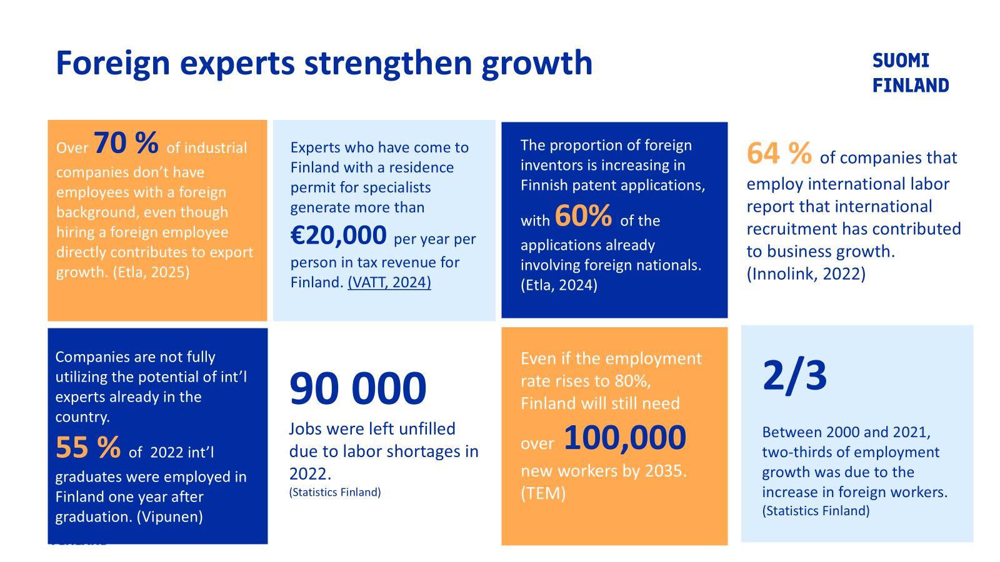 Foreign experts strengthen growth
SUOMI
FINLAND
Over 70 % of industrial
companies don’t have
employees with a foreign
background, even though
hiring a foreign employee
directly contributes to export
growth. (Etla, 2025)
Experts who have come to
Finland with a residence
permit for specialists
generate more than
€20,000 per year per
person in tax revenue for
Finland. (VATT, 2024)
The proportion of foreign
inventors is increasing in
Finnish patent applications,
with 60% of the
applications already
involving foreign nationals.
(Etla, 2024)
64 % of companies that
employ international labor
report that international
recruitment has contributed
to business growth.
(Innolink, 2022)
Companies are not fully
utilizing the potential of int’l
experts already in the
country.
55 % of 2022 int’l
graduates were employed in
Finland one year after
graduation. (Vipunen)
90 000
Jobs were left unfilled
due to labor shortages in
2022.
(Statistics Finland)
Even if the employment
rate rises to 80%,
Finland will still need
over 100,000
new workers by 2035.
(TEM)
2/3
Between 2000 and 2021,
two-thirds of employment
growth was due to the
increase in foreign workers.
(Statistics Finland)